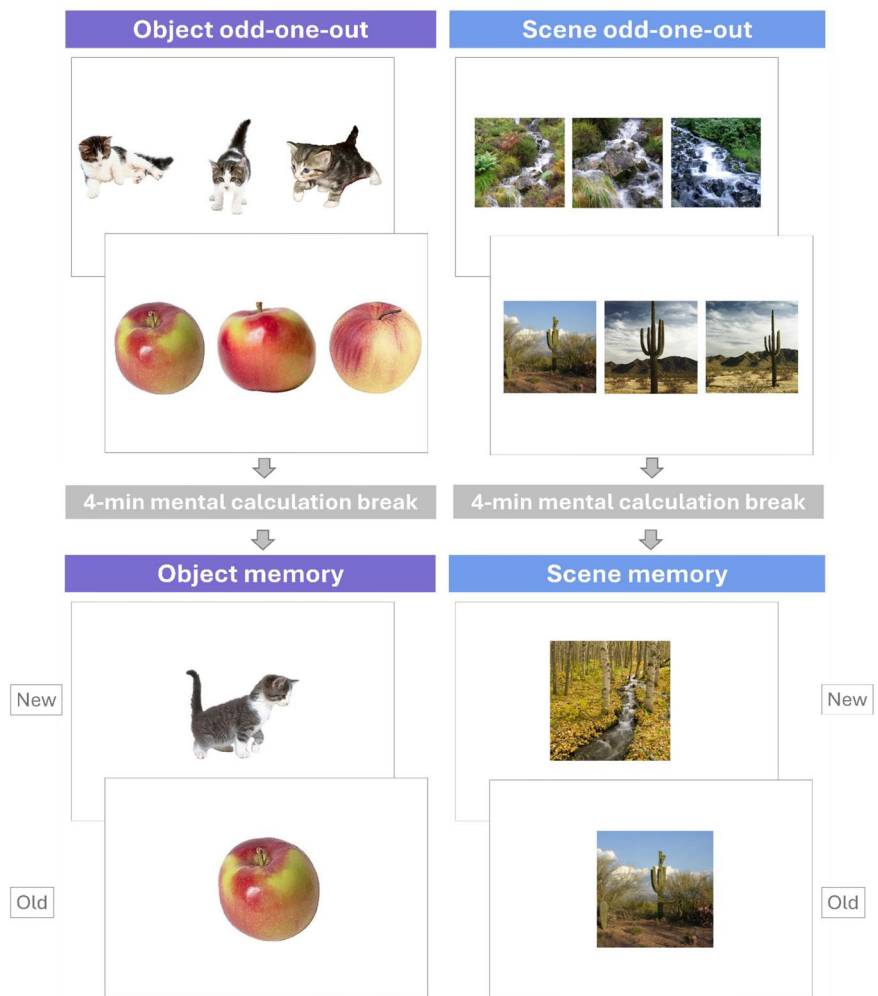 Object odd-one-out
Scene odd-one-out
4-min mental calculation break
4-min mental calculation break
Object memory
Scene memory
New
New
Old
Old